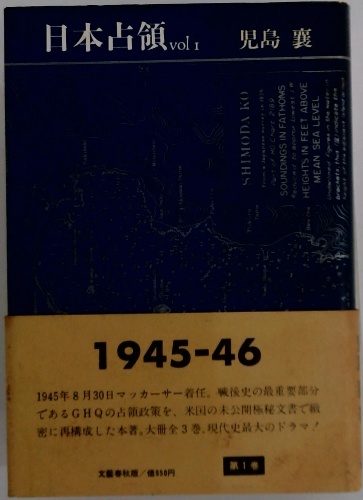 日本占領 vol 1
児島 襄
SHIMODA KO
SOUNDINGS IN FATHOMS
HEIGHTS IN FEET ABOVE
MEAN SEA LEVEL
1945-46
1945年8月30日マッカーサー着任。戦後史の最重要部分
であるGHQの占領政策を、米国の未公開極秘文書で緻
密に再構成した本著。大冊全3巻、現代史最大のドラマ!
文藝春秋版/価950円
第1巻